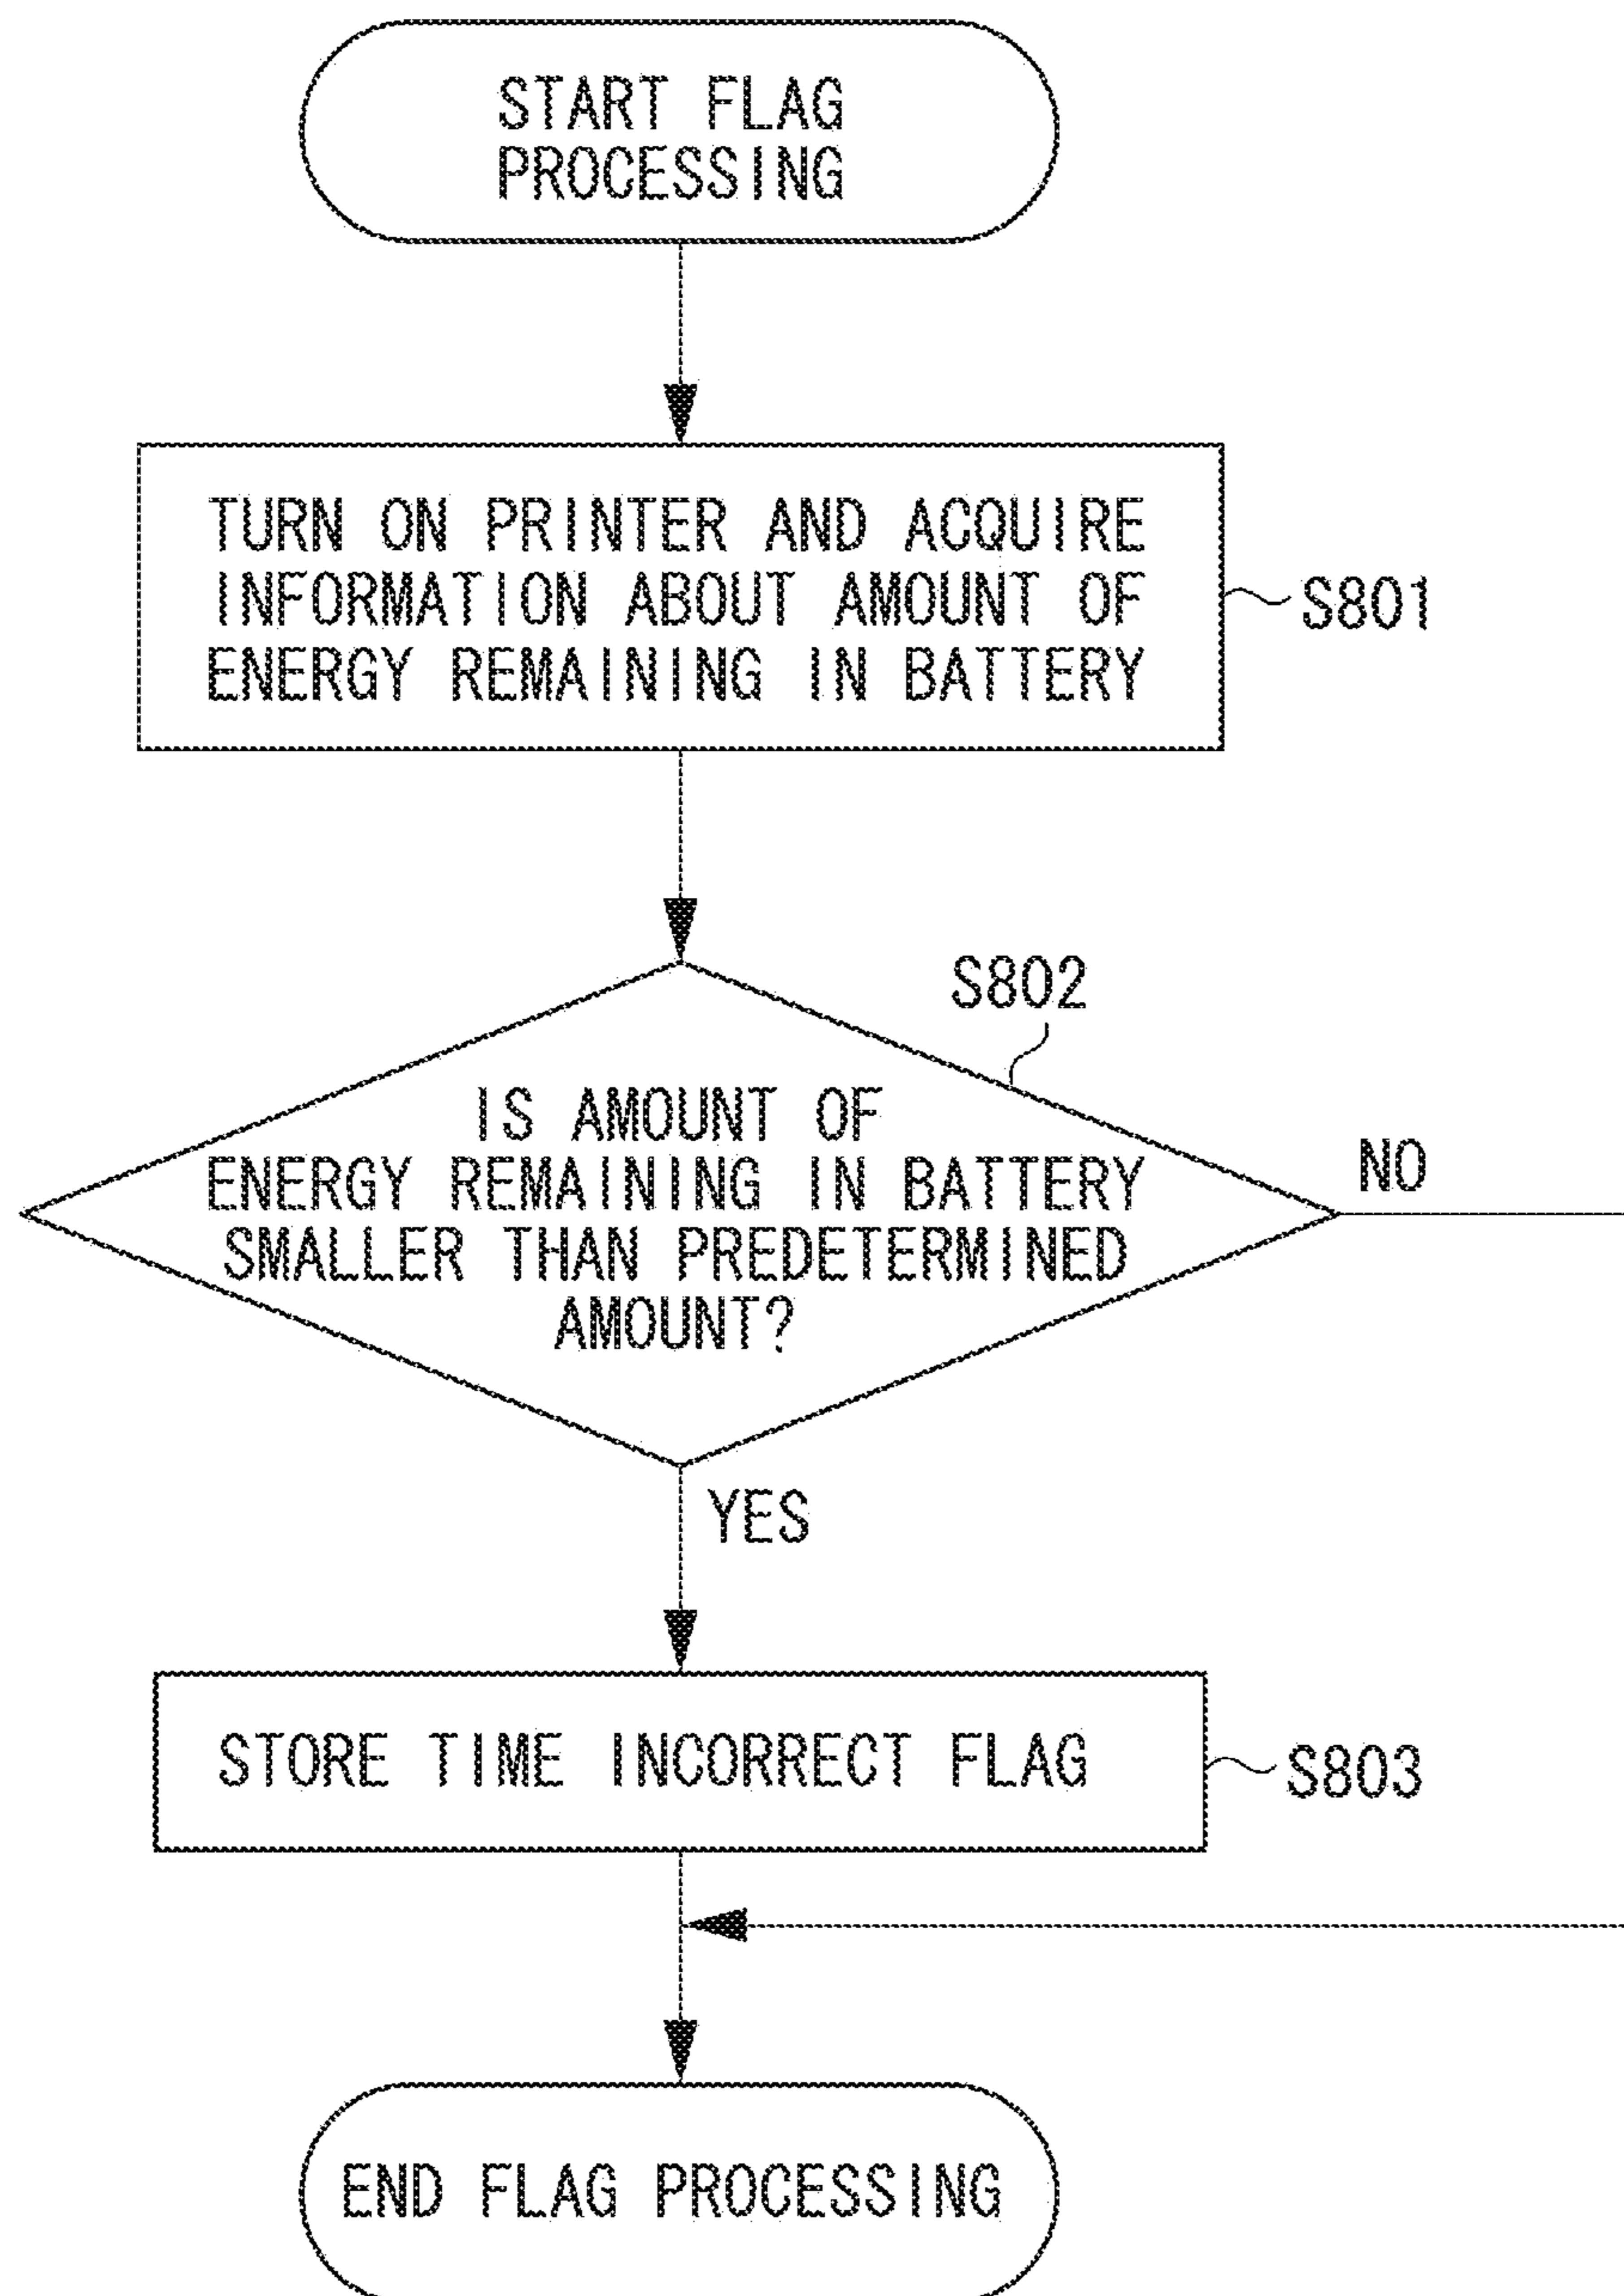 START FLAG
PROCESSING
TURN ON PRINTER AND ACQUIRE
INFORMATION ABOUT AMOUNT OF
ENERGY REMAINING IN BATTERY
S801
S802
IS AMOUNT OF
ENERGY REMAINING IN BATTERY
SMALLER THAN PREDETERMINED
AMOUNT?
NO
YES
STORE TIME INCORRECT FLAG
S803
END FLAG PROCESSING